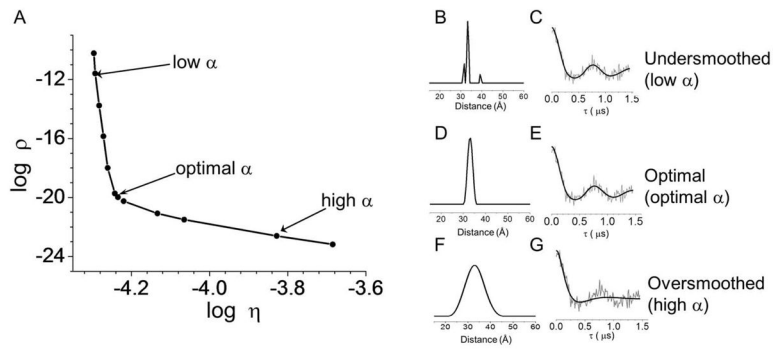 A
-12
-16
-20
-24
log ρ
-4.2
-4.0
-3.8
-3.6
log η
low α
optimal α
high α
B
20 30 40 50 60
Distance (Å)
C
0.0 0.5 1.0 1.5
τ ( μs)
Undersmoothed
(low α)
D
20 30 40 50 60
Distance (Å)
E
0.0 0.5 1.0 1.5
τ ( μs)
Optimal
(optimal α)
F
20 30 40 50 60
Distance (Å)
G
0.0 0.5 1.0 1.5
τ ( μs)
Oversmoothed
(high α)